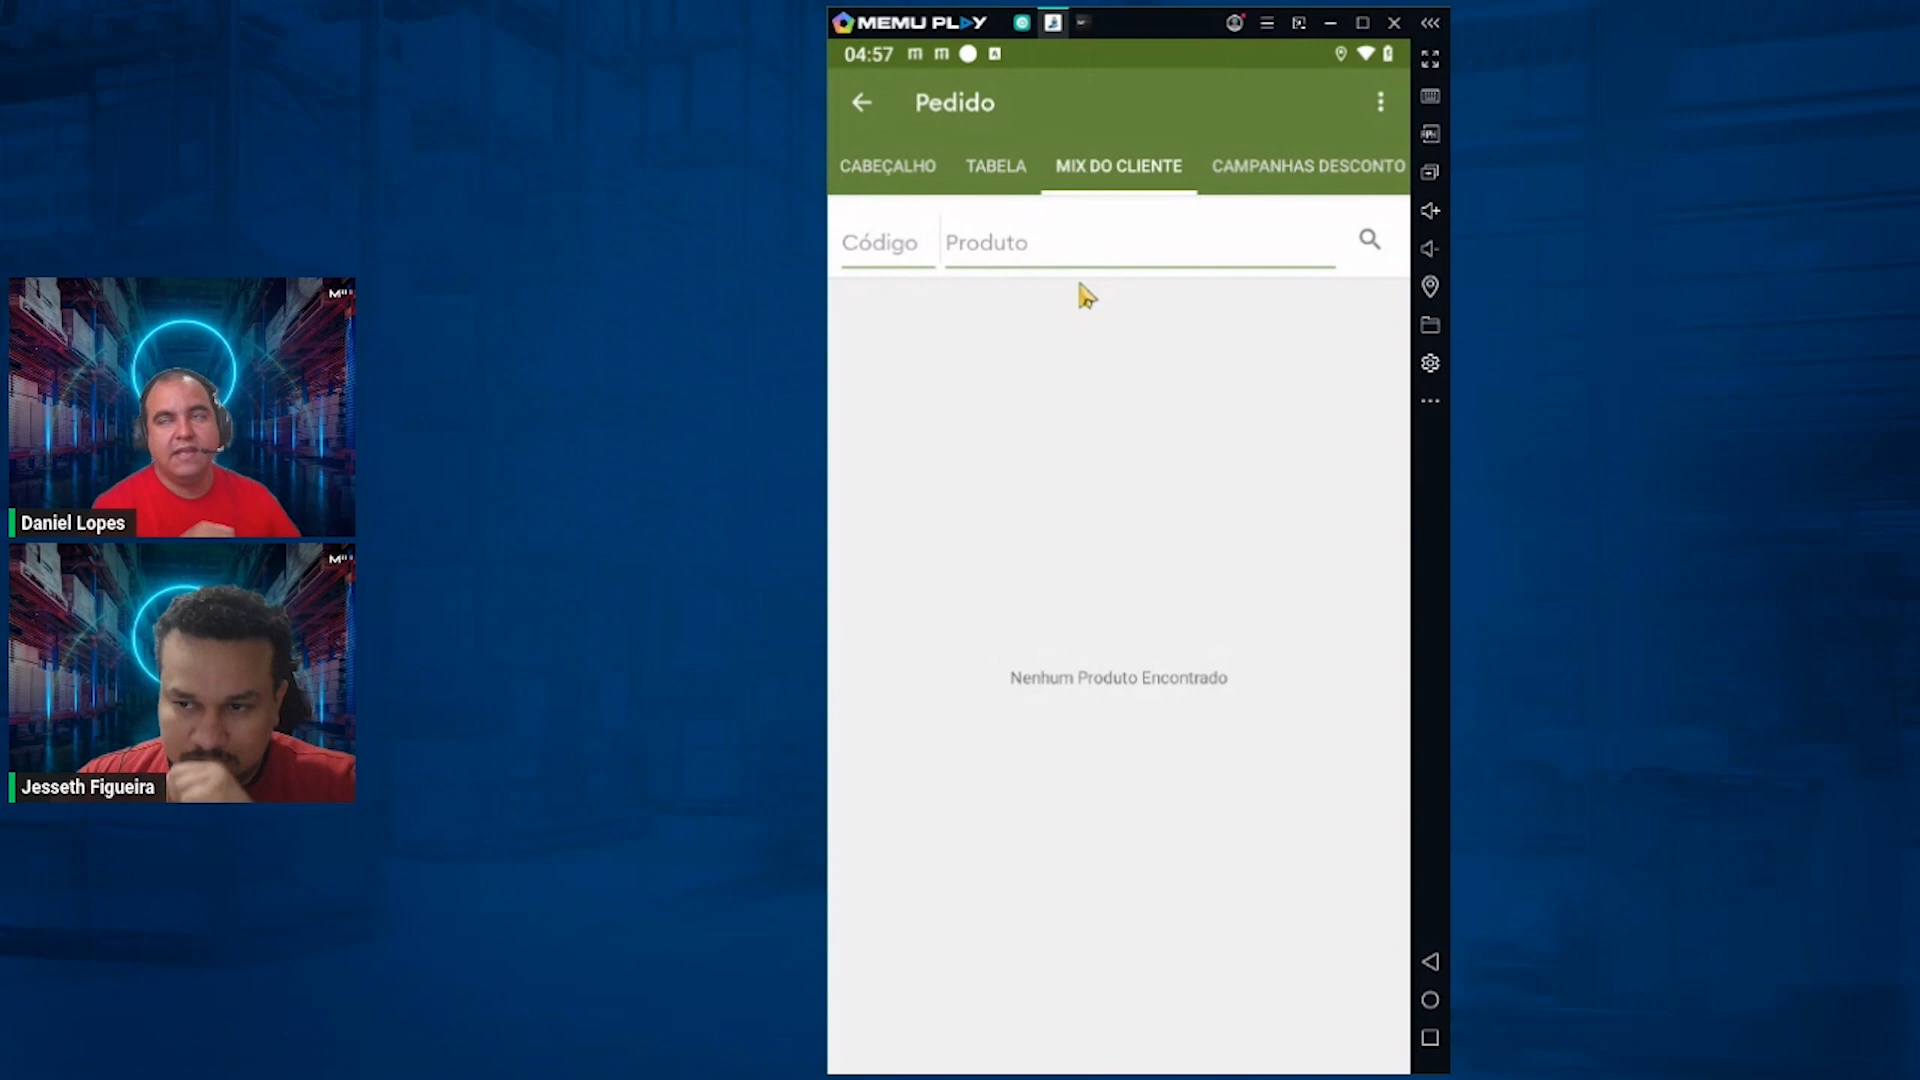 MEMU PLAY
04:57
Pedido
CABEÇALHO TABELA MIX DO CLIENTE CAMPANHAS DESCONTO
Código Produto
Nenhum Produto Encontrado
Daniel Lopes
Jesseth Figueira